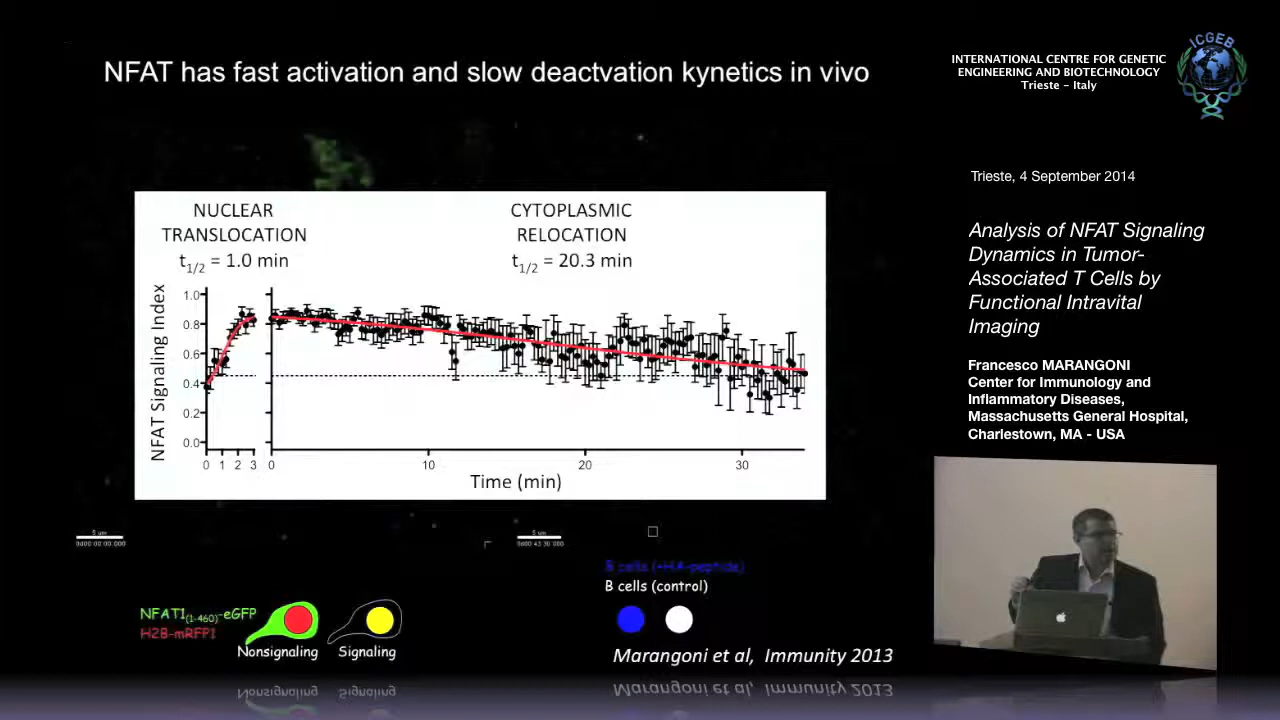 NFAT has fast activation and slow deactvation kynetics in vivo
INTERNATIONAL CENTRE FOR GENETIC
ENGINEERING AND BIOTECHNOLOGY
Trieste - Italy
ICGEB
Trieste, 4 September 2014
Analysis of NFAT Signaling
Dynamics in Tumor-
Associated T Cells by
Functional Intravital
Imaging
Francesco MARANGONI
Center for Immunology and
Inflammatory Diseases,
Massachusetts General Hospital,
Charlestown, MA - USA
NUCLEAR
TRANSLOCATION
t1/2 = 1.0 min
CYTOPLASMIC
RELOCATION
t1/2 = 20.3 min
NFAT Signaling Index
1.0
0.8
0.6
0.4
0.2
0.0
0 1 2 3
0 10 20 30
Time (min)
5 um
5 um
B cells (+HA-peptide)
B cells (control)
NFAT1(1-460)-eGFP
H2B-mRFP1
Nonsignaling
Signaling
Marangoni et al, Immunity 2013